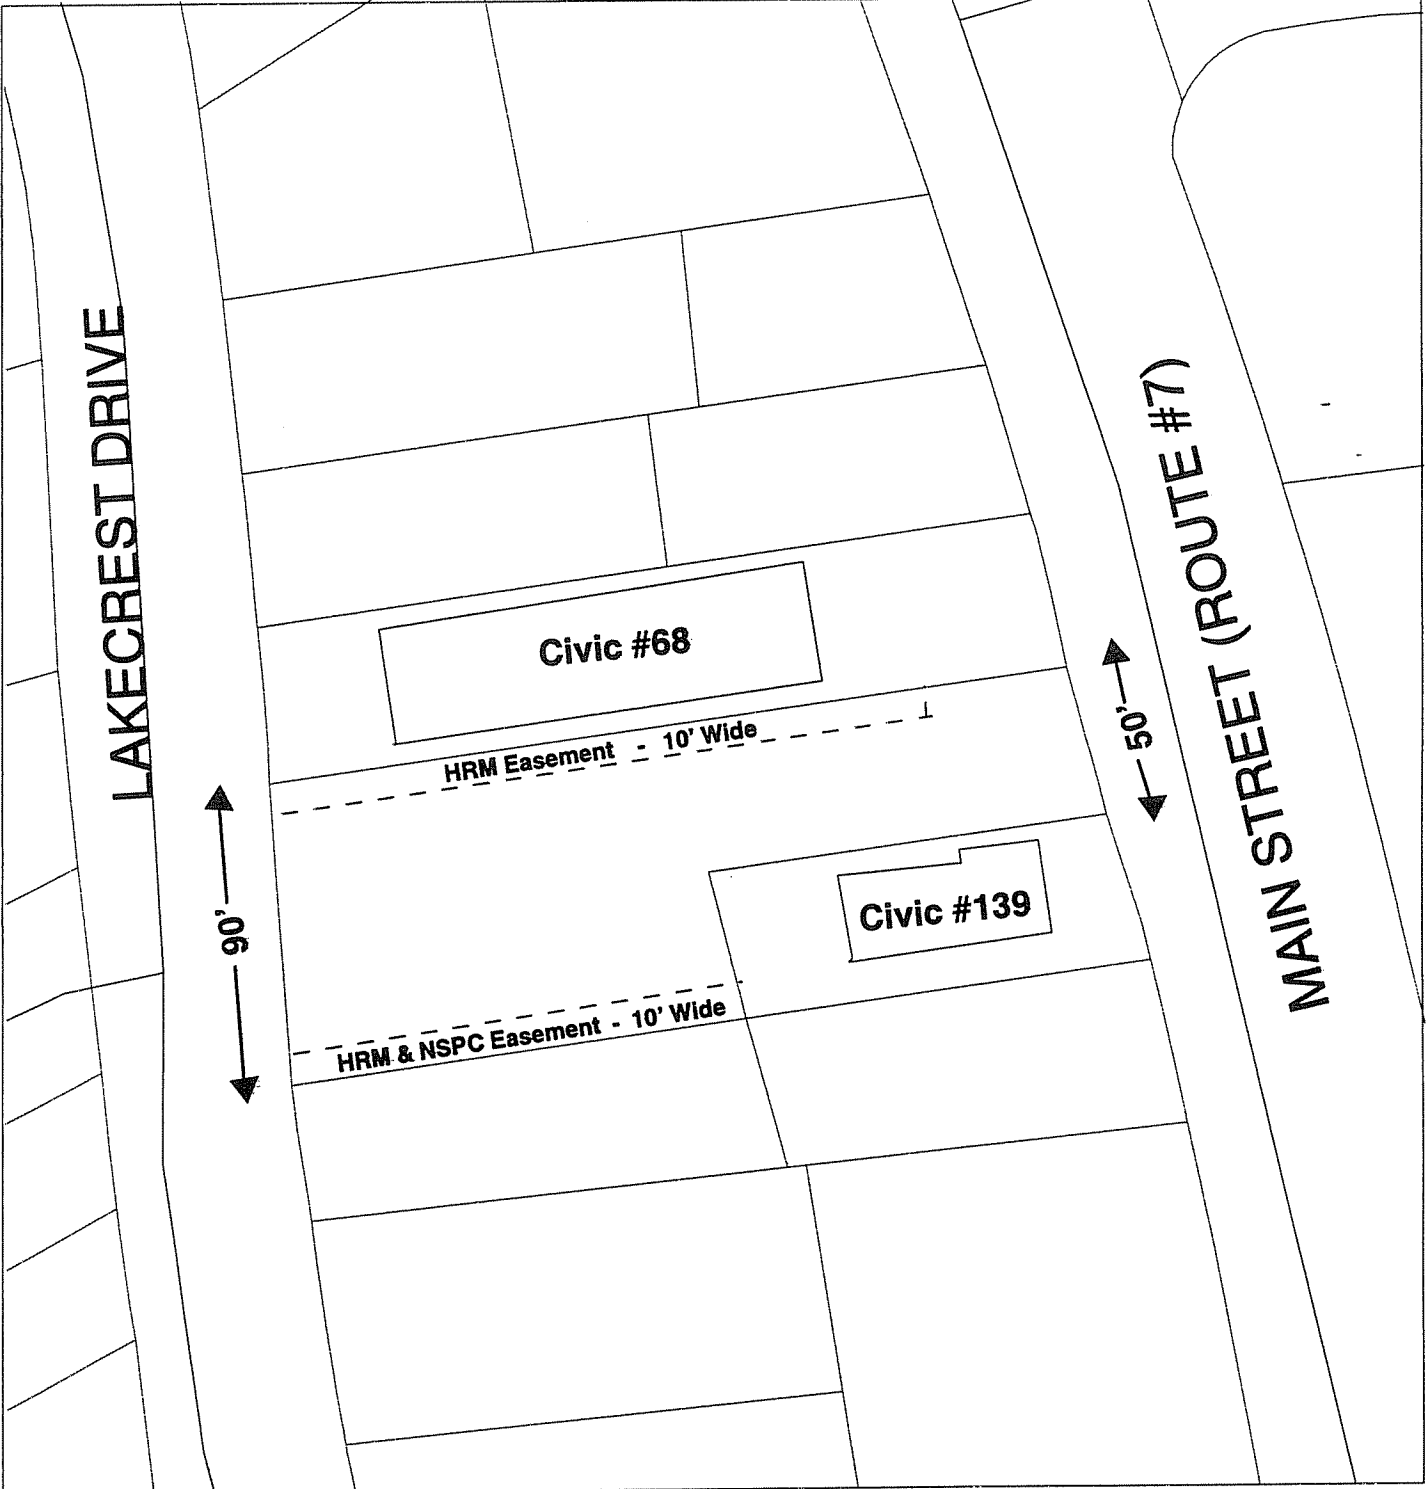 LAKECREST DRIVE
MAIN STREET (ROUTE #7)
Civic #68
HRM Easement - 10' Wide
50'
90'
Civic #139
HRM & NSPC Easement - 10' Wide